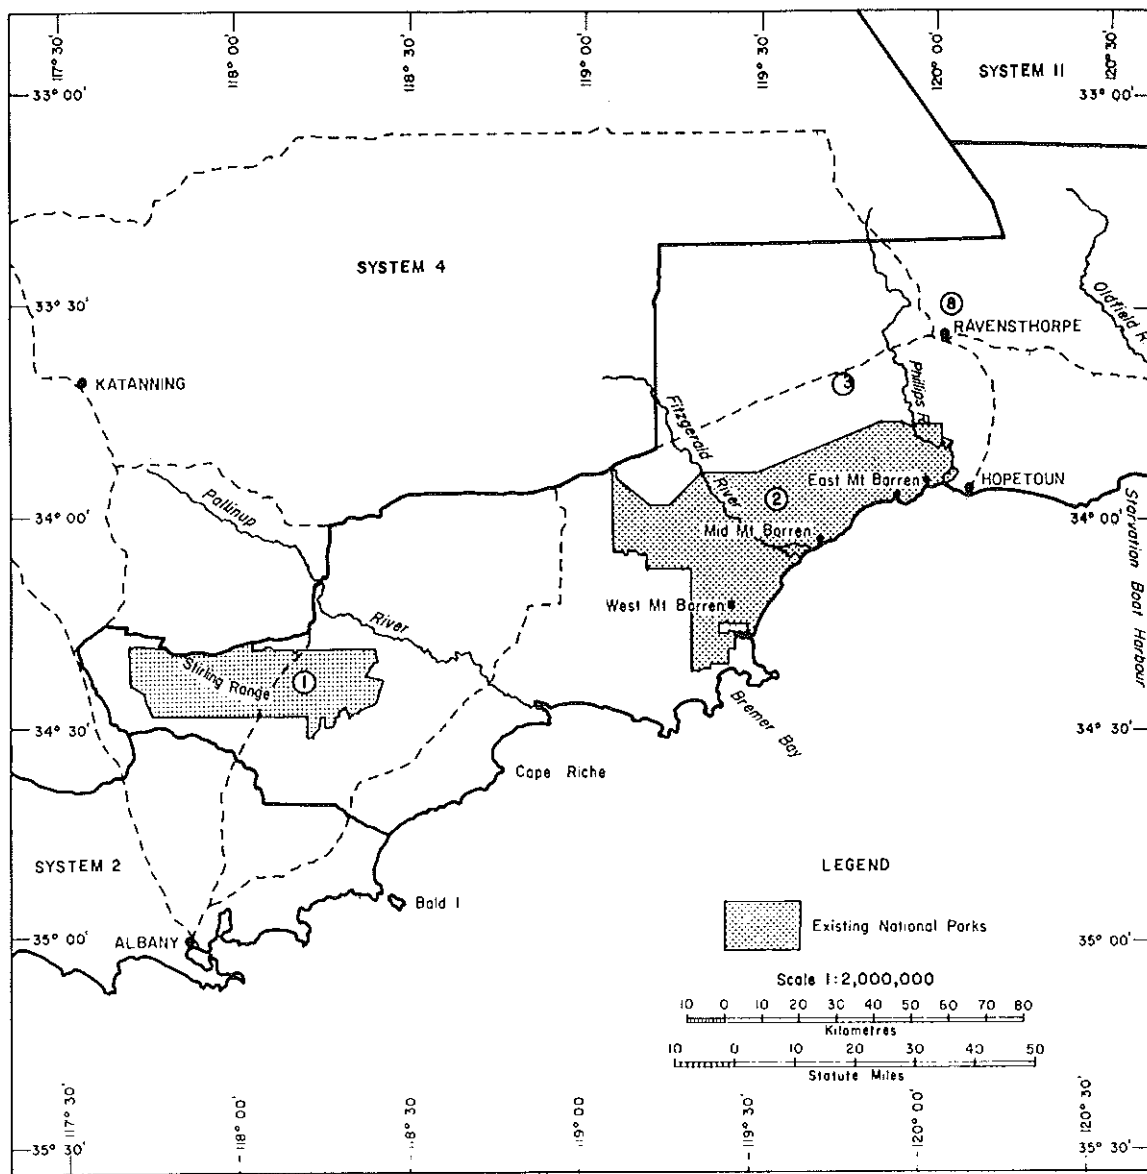 117° 30'
118° 00'
118° 30'
119° 00'
119° 30'
120° 00'
120° 30'
SYSTEM 11
33° 00'
33° 00'
SYSTEM 4
33° 30'
33° 30'
8
RAVENSTHORPE
Oldfield R.
KATANNING
3
Phillips R.
Fitzgerald
River
East Mt Barren
HOPETOUN
2
Pallinup
34° 00'
34° 00'
Mid Mt Barren
Starvation Boat Harbour
West Mt Barren
River
Stirling Range
1
Bremer Bay
34° 30'
34° 30'
Cape Riche
SYSTEM 2
LEGEND
Bald I
Existing National Parks
ALBANY
35° 00'
35° 00'
Scale 1:2,000,000
10 0 10 20 30 40 50 60 70 80
Kilometres
10 0 10 20 30 40 50
Statute Miles
117° 30'
118° 00'
118° 30'
119° 00'
119° 30'
120° 00'
120° 30'
35° 30'
35° 30'